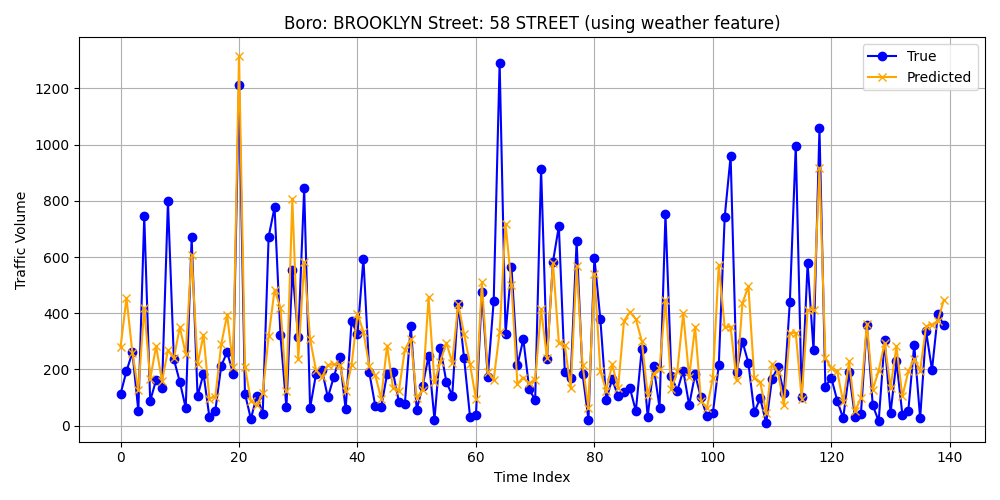 Boro: BROOKLYN Street: 58 STREET (using weather feature)
True
Predicted
Traffic Volume
1200
1000
800
600
400
200
0
0 20 40 60 80 100 120 140
Time Index